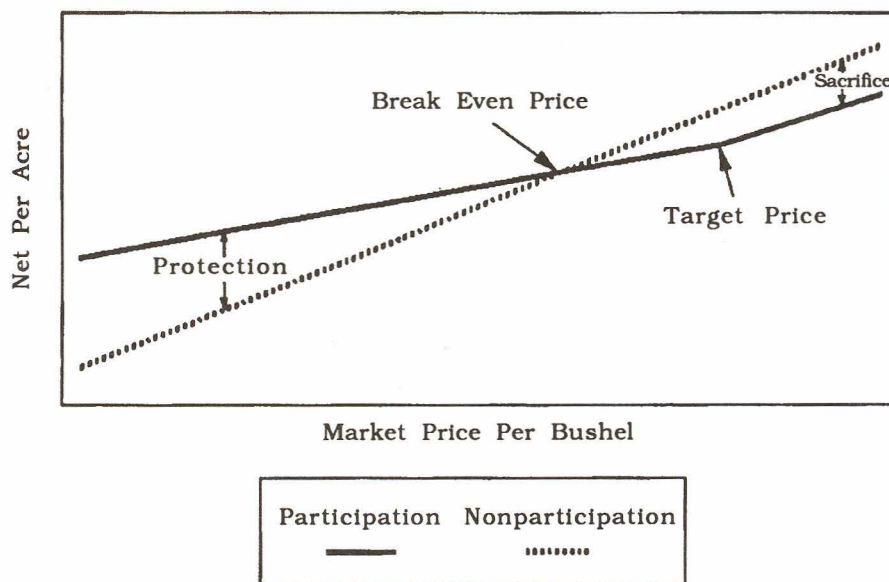 Net Per Acre
Break Even Price
Sacrifice
Target Price
Protection
Market Price Per Bushel
Participation Nonparticipation